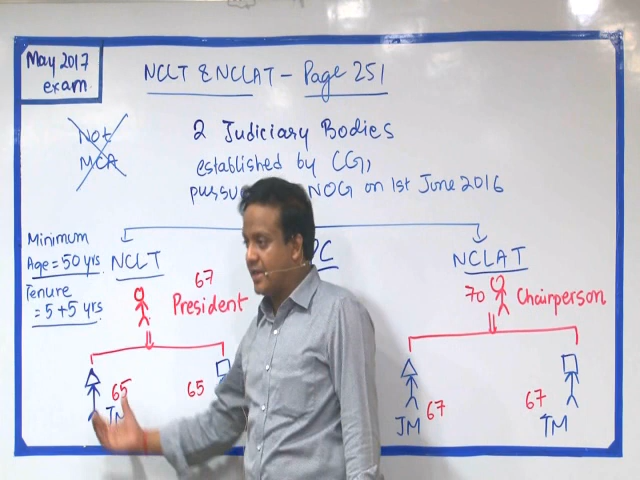 May 2017
exam
NCLT & NCLAT - Page 251
Not
MCA
2 Judiciary Bodies
established by CG,
NOG on 1st June 2016
Minimum
Age = 50 yrs
Tenure
= 5+5 yrs
NCLT
67
President
NCLAT
70
Chairperson
65
65
JM
67
67
TM